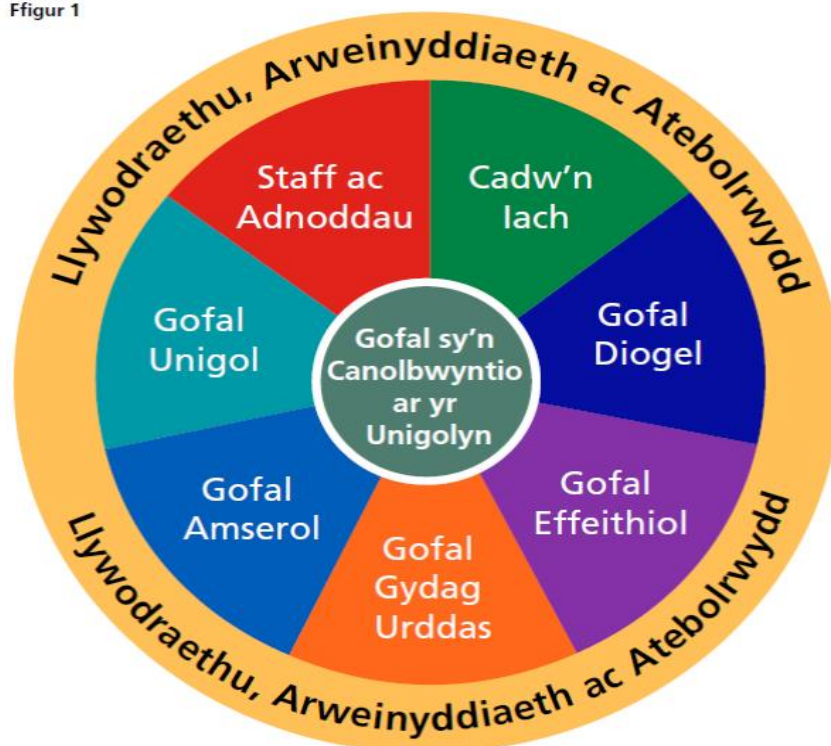 Ffigur 1
Llywodraethu, Arweinyddiaeth ac Atebolrwydd
Staff ac
Adnoddau
Cadw'n
Iach
Gofal
Diogel
Gofal
Effeithiol
Gofal
Gydag
Urddas
Gofal
Amserol
Gofal
Unigol
Gofal sy'n
Canolbwyntio
ar yr
Unigolyn
Llywodraethu, Arweinyddiaeth ac Atebolrwydd